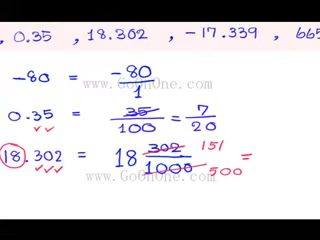 , 0.35 , 18.302 , -17.339 , 665
-80 = -80/1
www.GoOnOne.com
0.35 = 35/100 = 7/20
18.302 = 18 302/1000 151/500 =
www.GoOnOne.com